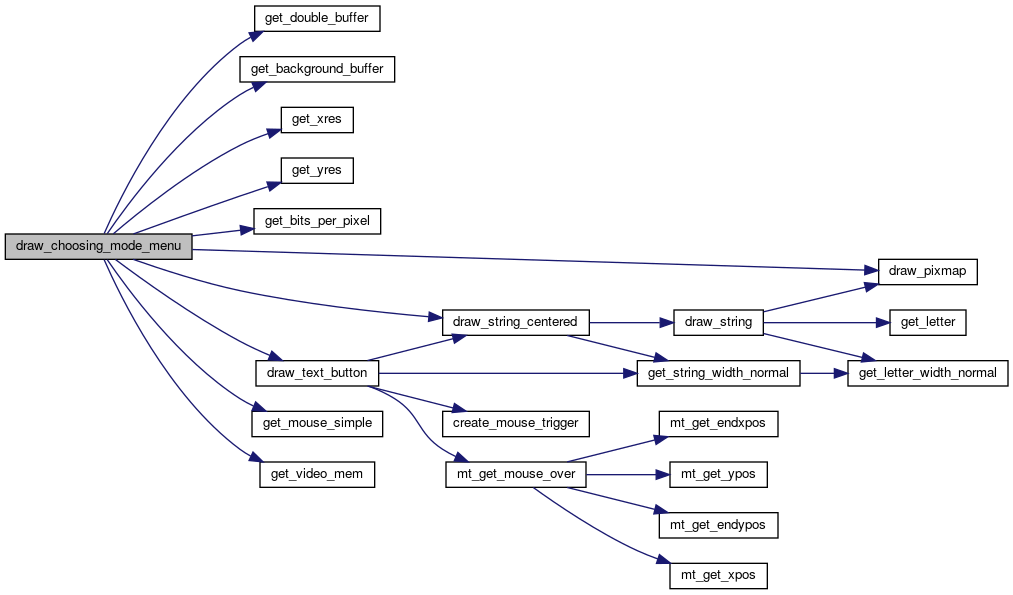 get_double_buffer
get_background_buffer
get_xres
get_yres
get_bits_per_pixel
draw_choosing_mode_menu
draw_pixmap
draw_string_centered
draw_string
get_letter
draw_text_button
get_string_width_normal
get_letter_width_normal
get_mouse_simple
create_mouse_trigger
mt_get_endxpos
get_video_mem
mt_get_mouse_over
mt_get_ypos
mt_get_endypos
mt_get_xpos